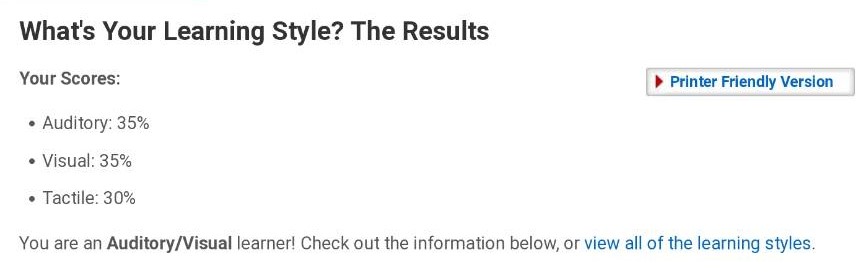 What's Your Learning Style? The Results
Your Scores:
Printer Friendly Version
• Auditory: 35%
• Visual: 35%
• Tactile: 30%
You are an Auditory/Visual learner! Check out the information below, or view all of the learning styles.